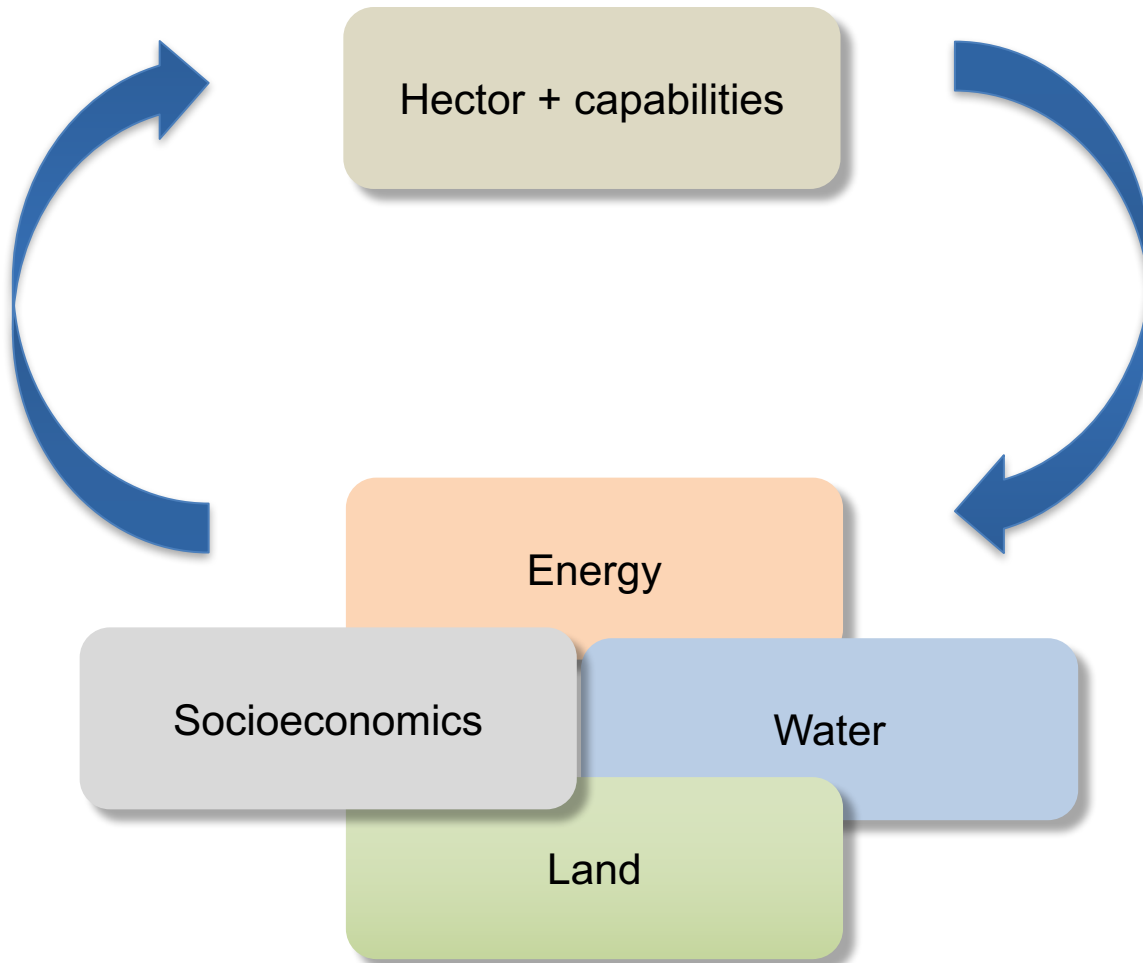 Hector + capabilities
Energy
Socioeconomics
Water
Land